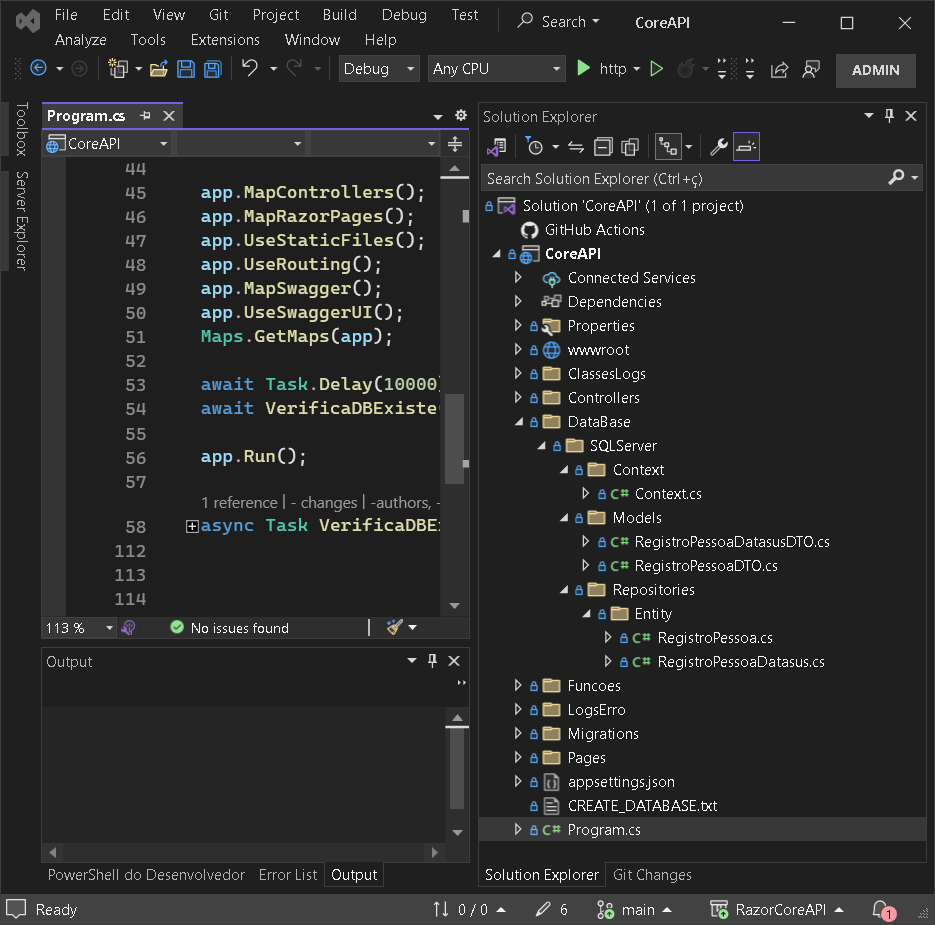 File Edit View Git Project Build Debug Test Search CoreAPI
Analyze Tools Extensions Window Help
Debug Any CPU http ADMIN
Toolbox
Server Explorer
Program.cs
CoreAPI
44
45 app.MapControllers();
46 app.MapRazorPages();
47 app.UseStaticFiles();
48 app.UseRouting();
49 app.MapSwagger();
50 app.UseSwaggerUI();
51 Maps.GetMaps(app);
52
53 await Task.Delay(10000)
54 await VerificaDBExiste(
55
56 app.Run();
57
1 reference | - changes | -authors, -
58 async Task VerificaDBE
112
113
114
113 % No issues found
Output
PowerShell do Desenvolvedor Error List Output
Solution Explorer
Search Solution Explorer (Ctrl+ç)
Solution 'CoreAPI' (1 of 1 project)
GitHub Actions
CoreAPI
Connected Services
Dependencies
Properties
wwwroot
ClassesLogs
Controllers
DataBase
SQLServer
Context
C# Context.cs
Models
C# RegistroPessoaDatasusDTO.cs
C# RegistroPessoaDTO.cs
Repositories
Entity
C# RegistroPessoa.cs
C# RegistroPessoaDatasus.cs
Funcoes
LogsErro
Migrations
Pages
appsettings.json
CREATE_DATABASE.txt
C# Program.cs
Solution Explorer Git Changes
Ready 0 / 0 6 main RazorCoreAPI 1